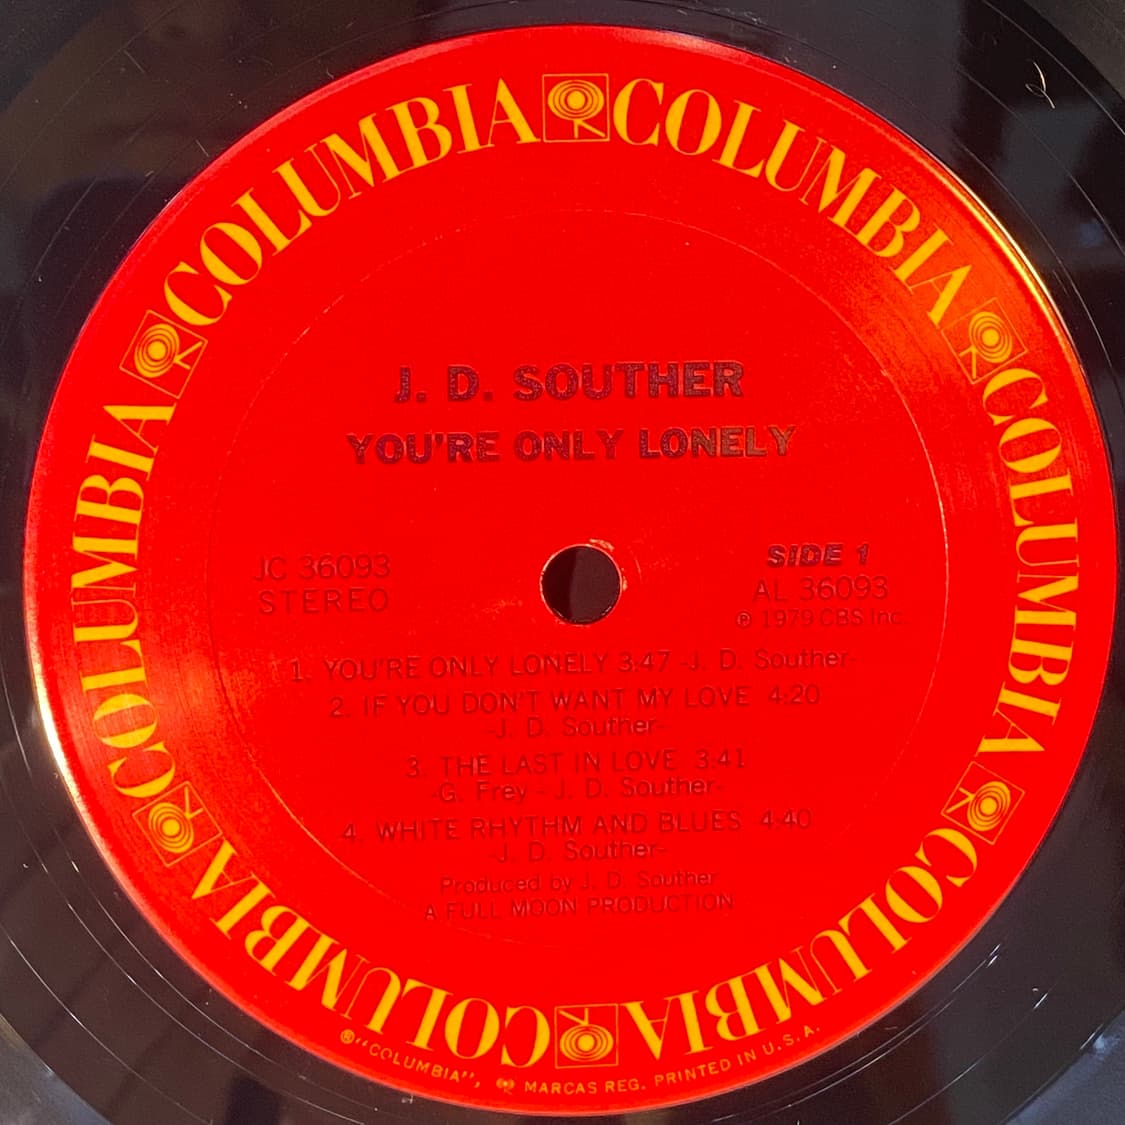 COLUMBIA COLUMBIA COLUMBIA COLUMBIA COLUMBIA COLUMBIA
J. D. SOUTHER
YOU'RE ONLY LONELY
JC 36093
STEREO
SIDE 1
AL 36093
℗ 1979 CBS Inc.
1. YOU'RE ONLY LONELY 3:47 -J. D. Souther-
2. IF YOU DON'T WANT MY LOVE 4:20
-J. D. Souther-
3. THE LAST IN LOVE 3:41
-G. Frey - J. D. Souther-
4. WHITE RHYTHM AND BLUES 4:40
-J. D. Souther-
Produced by J. D. Souther
A FULL MOON PRODUCTION
®"COLUMBIA", MARCAS REG. PRINTED IN U.S.A.